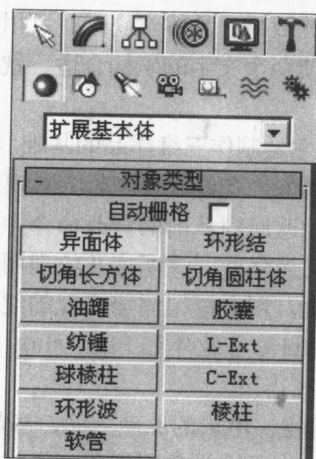 扩展基本体
- 对象类型
自动栅格
异面体 环形结
切角长方体 切角圆柱体
油罐 胶囊
纺锤 L-Ext
球棱柱 C-Ext
环形波 棱柱
软管